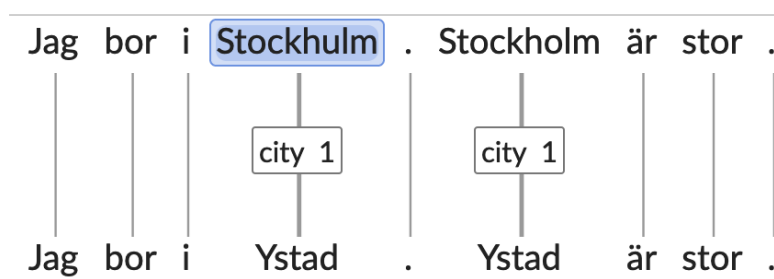 Jag bor i Stockhulm . Stockholm är stor .
city 1 city 1
Jag bor i Ystad . Ystad är stor .